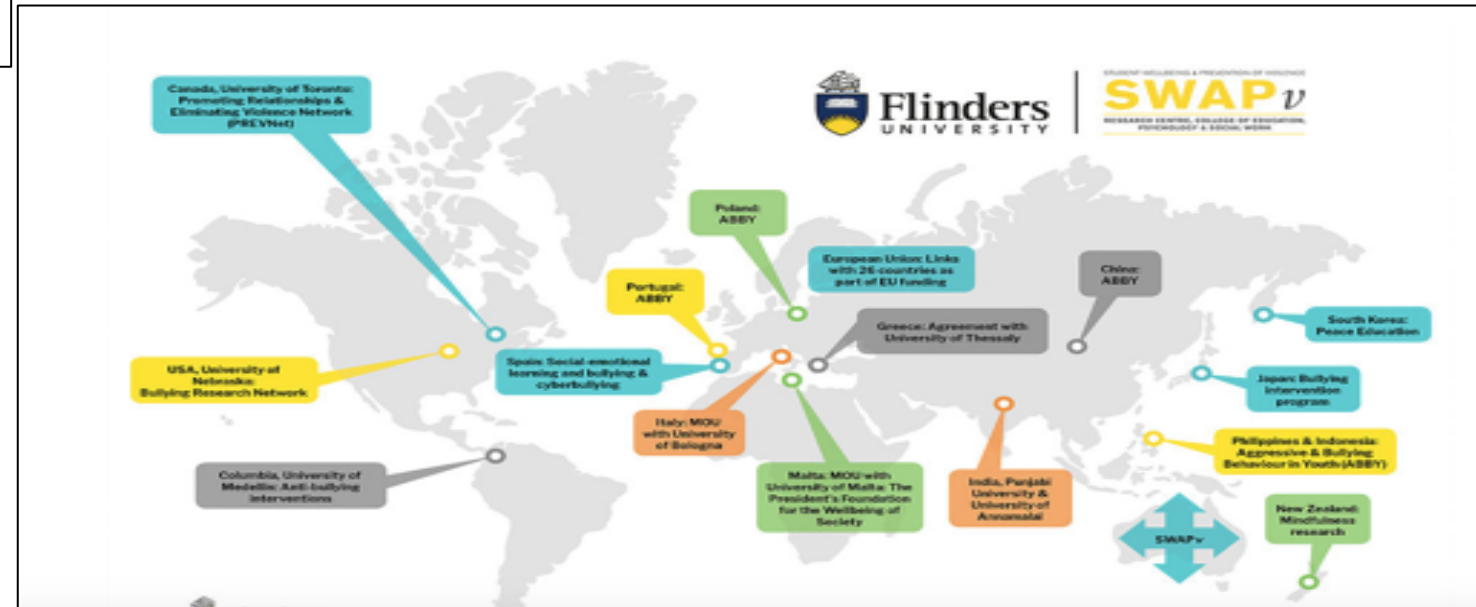 Canada, University of Toronto:
Promoting Relationships &
Eliminating Violence Network
(PREVNet)
Flinders
UNIVERSITY
STUDENT WELLBEING & PREVENTION OF VIOLENCE
SWAPv
RESEARCH CENTRE, COLLEGE OF EDUCATION,
PSYCHOLOGY & SOCIAL WORK
Poland:
ABBY
European Union: Links
with 26 countries as
part of EU funding
China:
ABBY
Portugal:
ABBY
Greece: Agreement with
University of Thessaly
South Korea:
Peace Education
USA, University of
Nebraska:
Bullying Research Network
Spain: Social-emotional
learning and bullying &
cyberbullying
Japan: Bullying
intervention
program
Italy: MOU
with University
of Bologna
Philippines & Indonesia:
Aggressive & Bullying
Behaviour in Youth (ABBY)
Columbia, University of
Medellin: Anti-bullying
interventions
Malta: MOU with
University of Malta: The
President's Foundation
for the Wellbeing of
Society
India, Punjabi
University &
University of
Annamalai
New Zealand:
Mindfulness
research
SWAPv